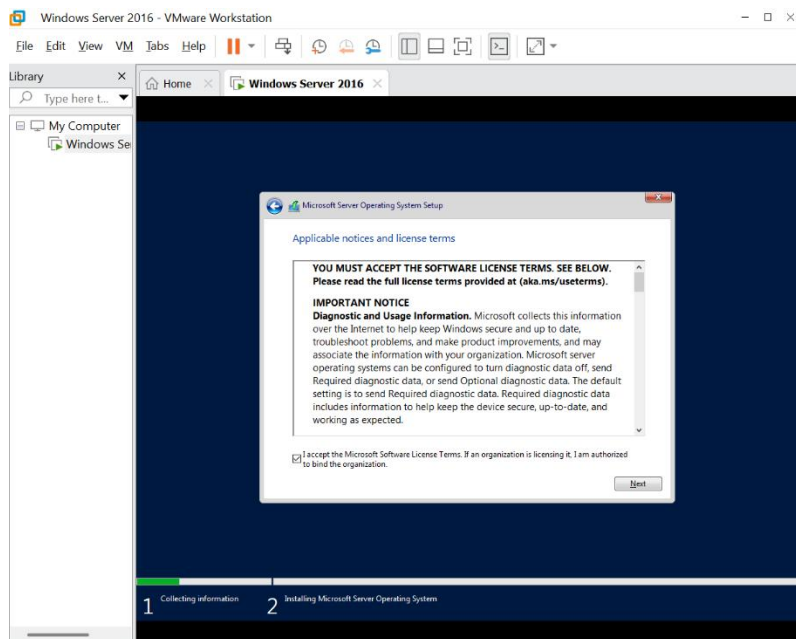 Windows Server 2016 - VMware Workstation
File Edit View VM Tabs Help
Library
Home
Windows Server 2016
Type here t...
My Computer
Windows Se
Microsoft Server Operating System Setup
Applicable notices and license terms
YOU MUST ACCEPT THE SOFTWARE LICENSE TERMS. SEE BELOW.
Please read the full license terms provided at (aka.ms/useterms).
IMPORTANT NOTICE
Diagnostic and Usage Information. Microsoft collects this information
over the Internet to help keep Windows secure and up to date,
troubleshoot problems, and make product improvements, and may
associate the information with your organization. Microsoft server
operating systems can be configured to turn diagnostic data off, send
Required diagnostic data, or send Optional diagnostic data. The default
setting is to send Required diagnostic data. Required diagnostic data
includes information to help keep the device secure, up-to-date, and
working as expected.
I accept the Microsoft Software License Terms. If an organization is licensing it, I am authorized
to bind the organization.
Next
1 Collecting information
2 Installing Microsoft Server Operating System